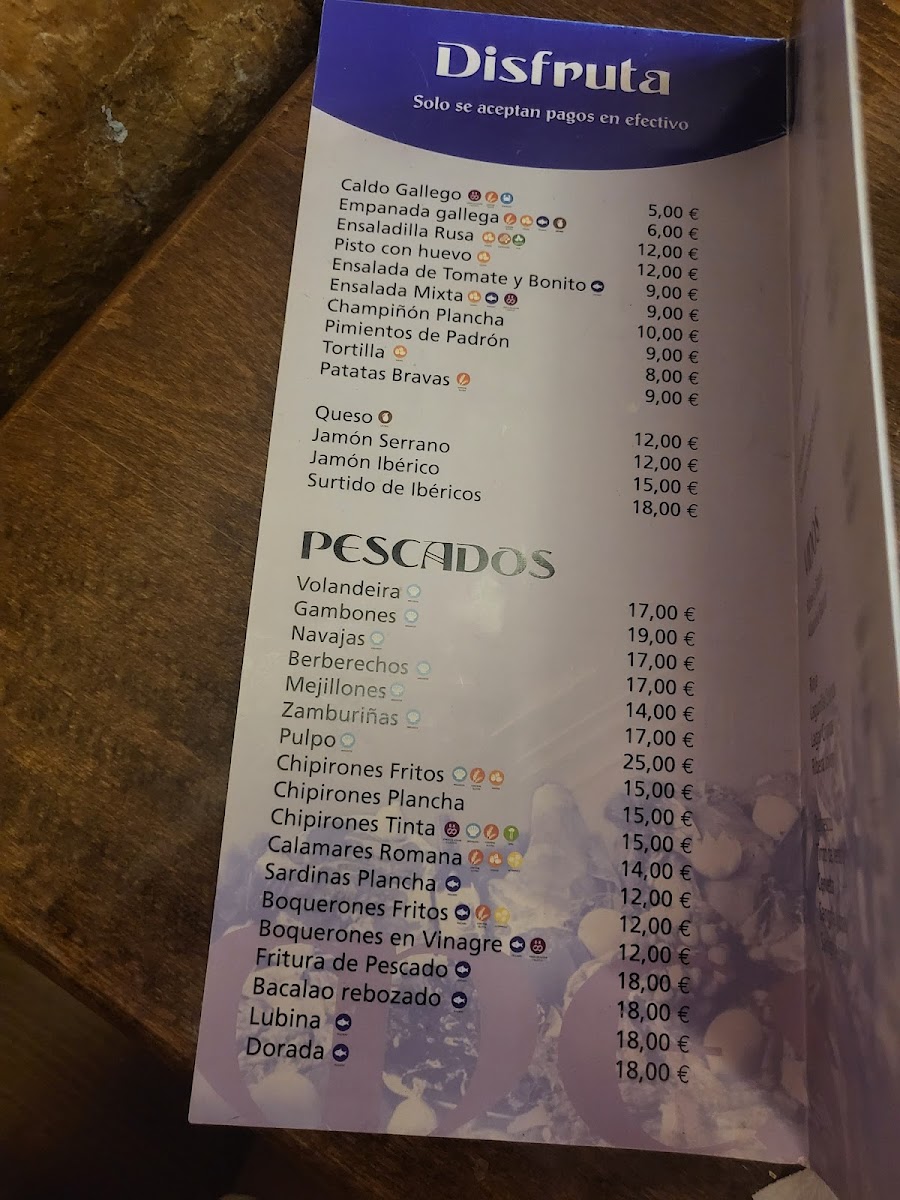 Disfruta
Solo se aceptan pagos en efectivo
Caldo Gallego 5,00 €
Empanada gallega 6,00 €
Ensaladilla Rusa 12,00 €
Pisto con huevo 12,00 €
Ensalada de Tomate y Bonito 9,00 €
Ensalada Mixta 9,00 €
Champiñón Plancha 10,00 €
Pimientos de Padrón 9,00 €
Tortilla 8,00 €
Patatas Bravas 9,00 €
Queso 12,00 €
Jamón Serrano 12,00 €
Jamón Ibérico 15,00 €
Surtido de Ibéricos 18,00 €
PESCADOS
Volandeira 17,00 €
Gambones 19,00 €
Navajas 17,00 €
Berberechos 17,00 €
Mejillones 14,00 €
Zamburiñas 17,00 €
Pulpo 25,00 €
Chipirones Fritos 15,00 €
Chipirones Plancha 15,00 €
Chipirones Tinta 15,00 €
Calamares Romana 14,00 €
Sardinas Plancha 12,00 €
Boquerones Fritos 12,00 €
Boquerones en Vinagre 12,00 €
Fritura de Pescado 18,00 €
Bacalao rebozado 18,00 €
Lubina 18,00 €
Dorada 18,00 €